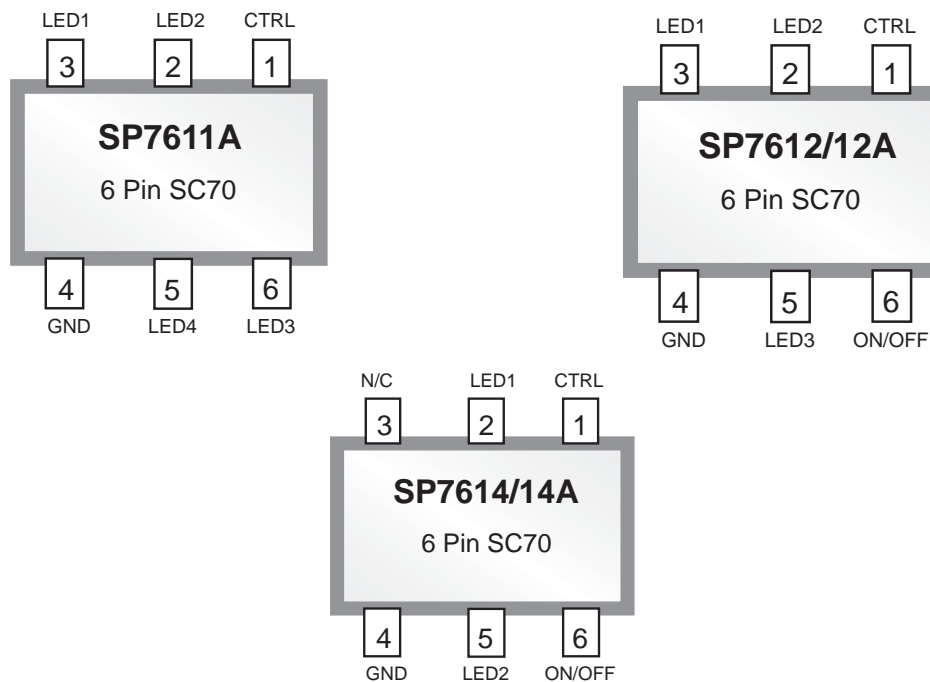 LED1 LED2 CTRL
3 2 1
SP7611A
6 Pin SC70
4 5 6
GND LED4 LED3
LED1 LED2 CTRL
3 2 1
SP7612/12A
6 Pin SC70
4 5 6
GND LED3 ON/OFF
N/C LED1 CTRL
3 2 1
SP7614/14A
6 Pin SC70
4 5 6
GND LED2 ON/OFF